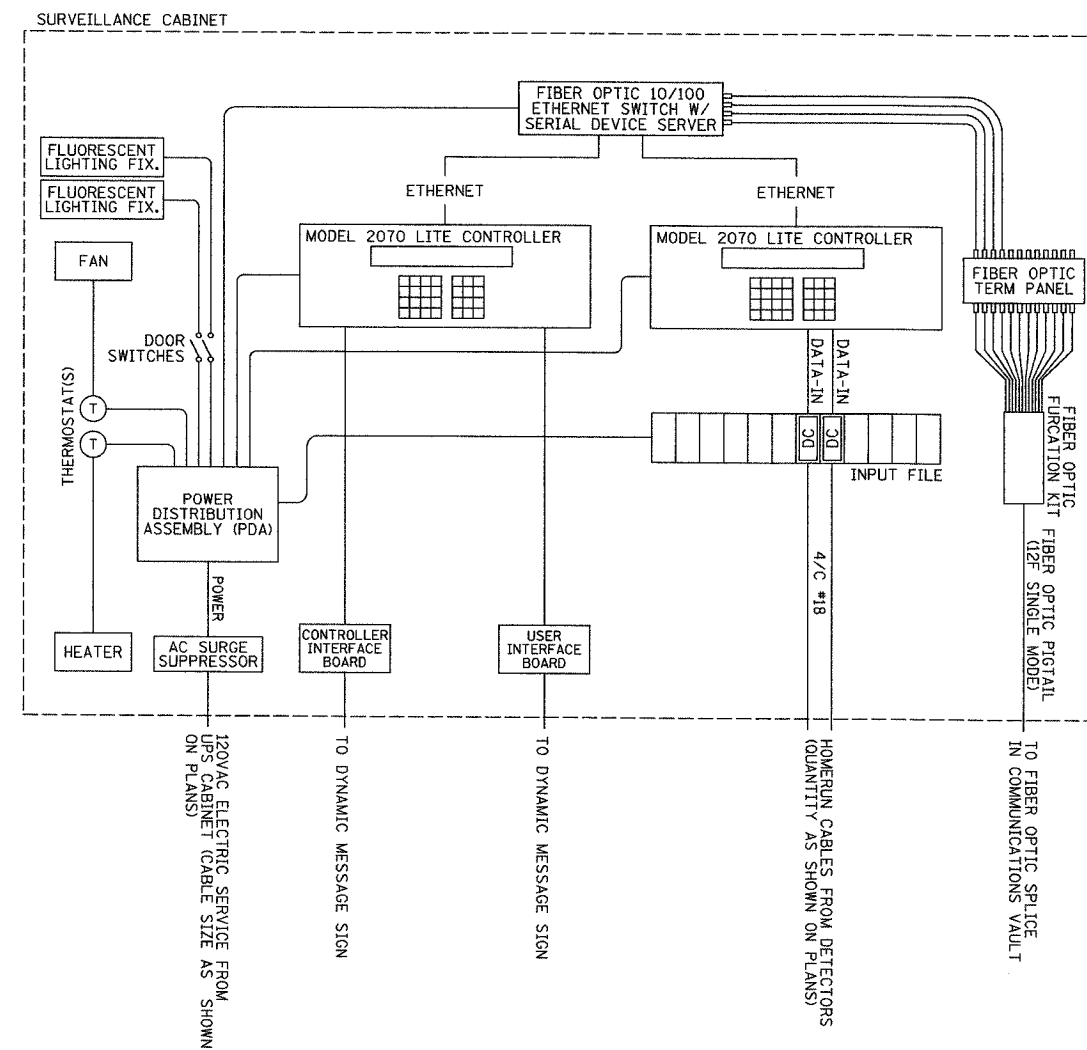 SURVEILLANCE CABINET
FIBER OPTIC 10/100
ETHERNET SWITCH W/
SERIAL DEVICE SERVER
FLUORESCENT
LIGHTING FIX.
FLUORESCENT
LIGHTING FIX.
ETHERNET
ETHERNET
MODEL 2070 LITE CONTROLLER
MODEL 2070 LITE CONTROLLER
FAN
FIBER OPTIC
TERM PANEL
DOOR
SWITCHES
DATA-IN
DATA-IN
THERMOSTAT(S)
T
T
DC
DC
INPUT FILE
FIBER OPTIC
FURCATION KIT
POWER
DISTRIBUTION
ASSEMBLY (PDA)
POWER
4/C #18
FIBER OPTIC PIGTAIL
(12F SINGLE MODE)
HEATER
AC SURGE
SUPPRESSOR
CONTROLLER
INTERFACE
BOARD
USER
INTERFACE
BOARD
120VAC ELECTRIC SERVICE FROM
UPS CABINET (CABLE SIZE AS SHOWN
ON PLANS)
TO DYNAMIC MESSAGE SIGN
TO DYNAMIC MESSAGE SIGN
HOMERUN CABLES FROM DETECTORS
(QUANTITY AS SHOWN ON PLANS)
TO FIBER OPTIC SPLICE
IN COMMUNICATIONS VAULT